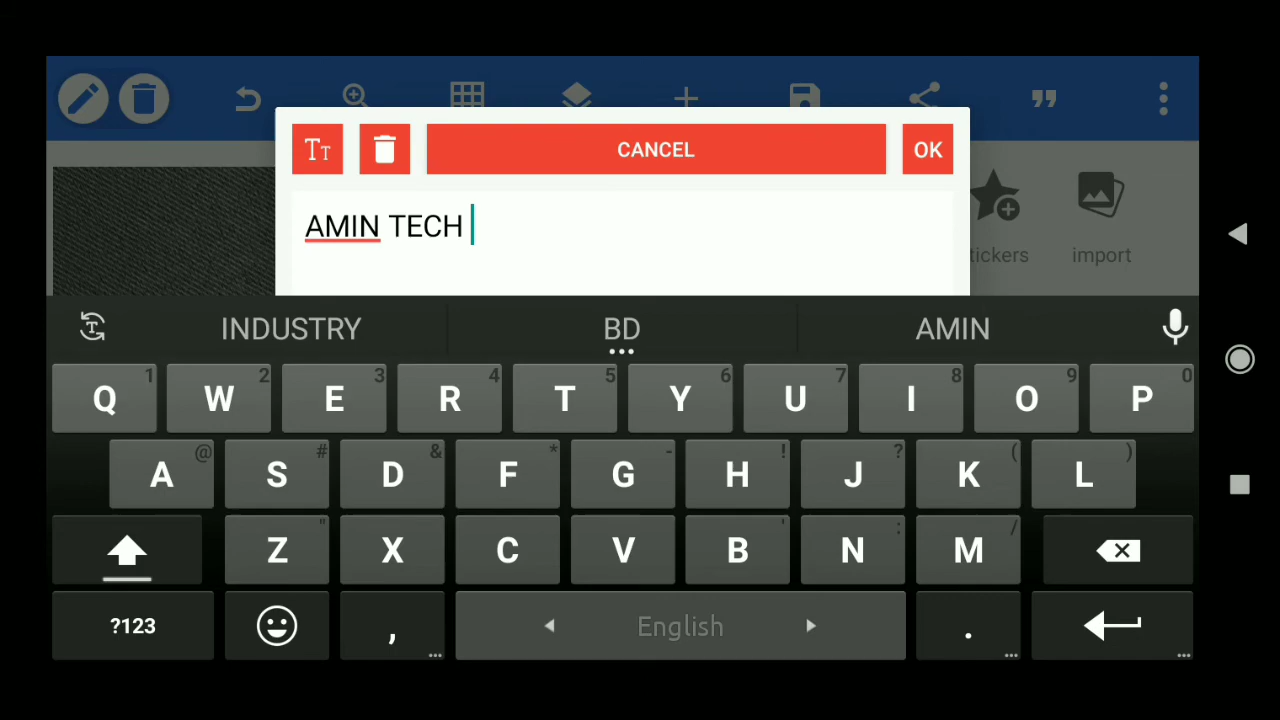 Tт
CANCEL
OK
AMIN TECH
tickers
import
INDUSTRY
BD
AMIN
Q 1 W 2 E 3 R 4 T 5 Y 6 U 7 I 8 O 9 P 0
A @ S # D & F * G - H ! J ? K ( L )
Z " X C V B ' N : M /
?123 , English .